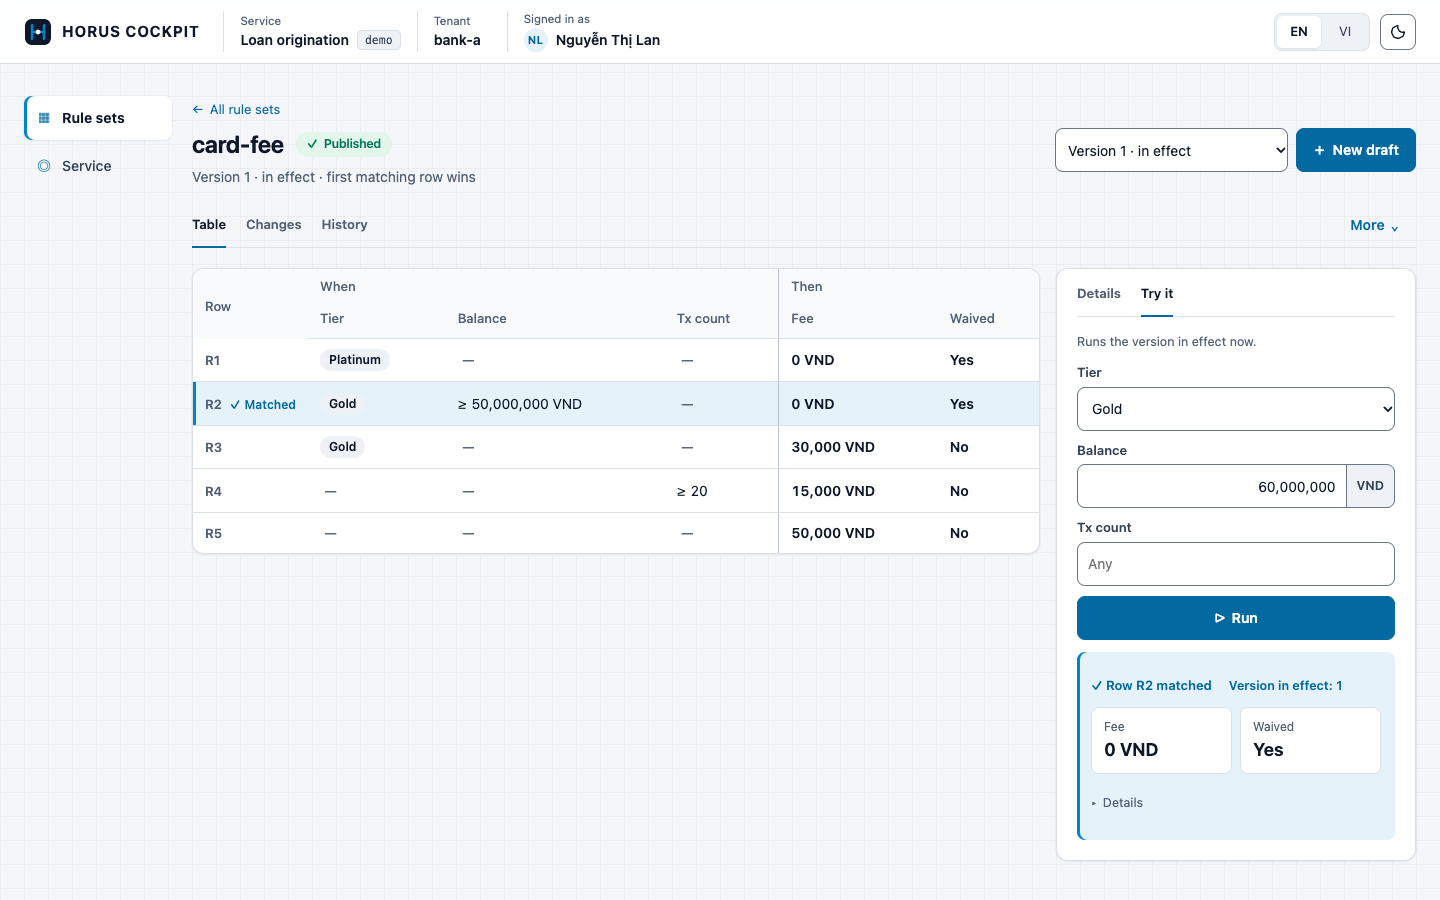 HORUS COCKPIT
Service
Loan origination demo
Tenant
bank-a
Signed in as
NL Nguyễn Thị Lan
EN VI
Rule sets
Service
← All rule sets
card-fee ✓ Published
Version 1 · in effect · first matching row wins
Version 1 · in effect
+ New draft
Table Changes History
More
Row When Then
Tier Balance Tx count Fee Waived
R1 Platinum — — 0 VND Yes
R2 ✓ Matched Gold ≥ 50,000,000 VND — 0 VND Yes
R3 Gold — — 30,000 VND No
R4 — — ≥ 20 15,000 VND No
R5 — — — 50,000 VND No
Details Try it
Runs the version in effect now.
Tier
Gold
Balance
60,000,000 VND
Tx count
Any
Run
✓ Row R2 matched Version in effect: 1
Fee
0 VND
Waived
Yes
Details